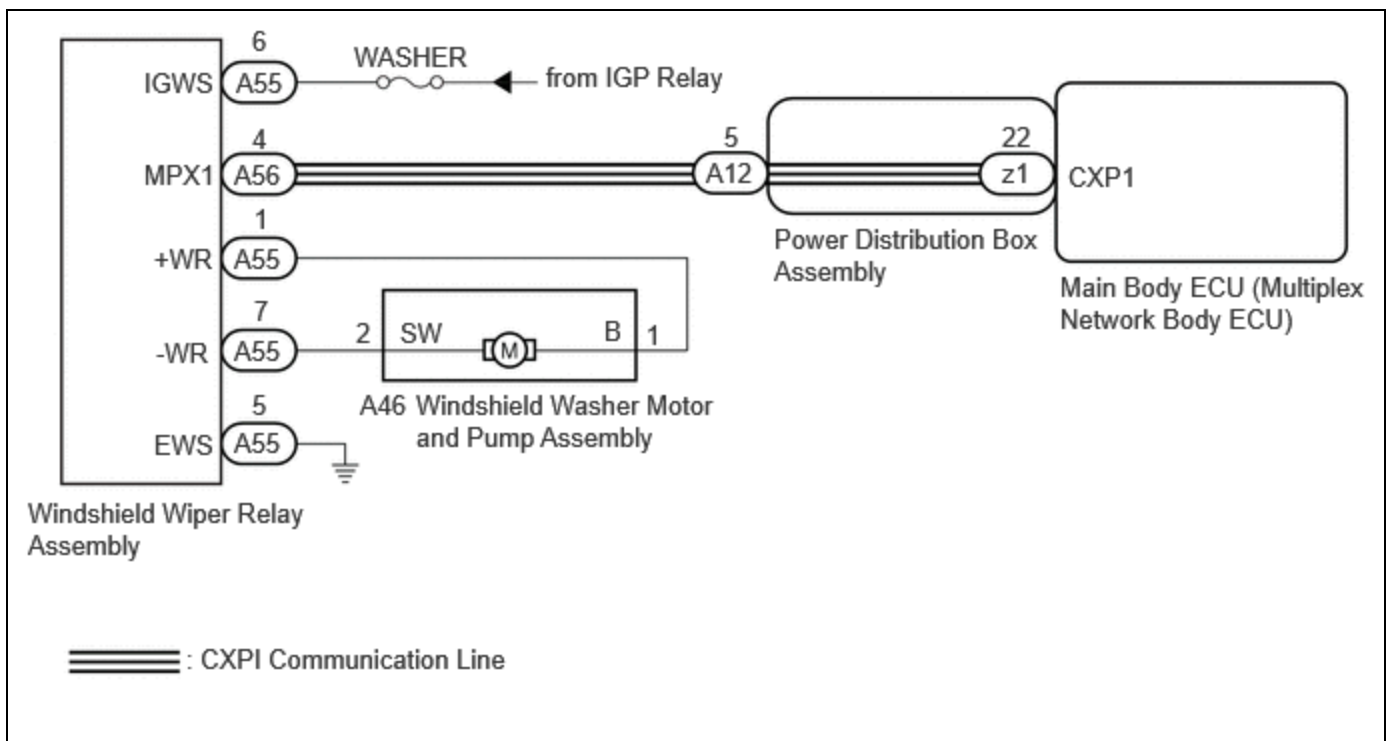 6
WASHER
IGWS A55 from IGP Relay
4 5 22
MPX1 A56 A12 z1 CXP1
1
+WR A55
Power Distribution Box
Assembly
Main Body ECU (Multiplex
Network Body ECU)
7
-WR A55 2 SW M B 1
A46 Windshield Washer Motor
and Pump Assembly
5
EWS A55
Windshield Wiper Relay
Assembly
: CXPI Communication Line